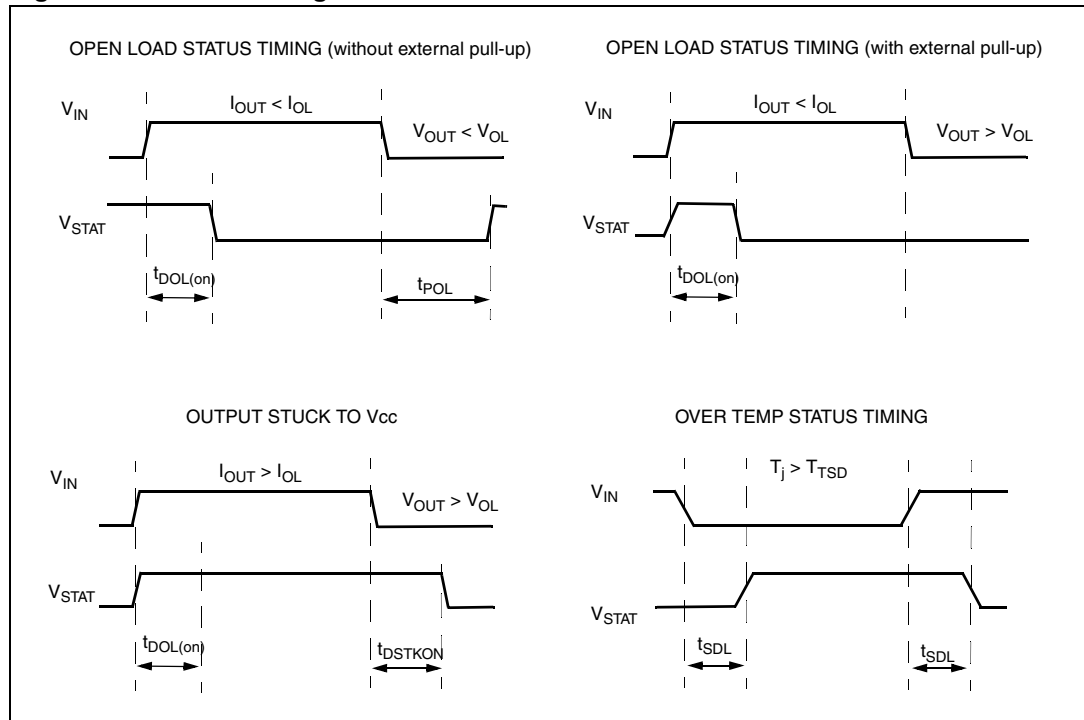 OPEN LOAD STATUS TIMING (without external pull-up)
VIN
IOUT < IOL
VOUT < VOL
VSTAT
tDOL(on)
tPOL
OPEN LOAD STATUS TIMING (with external pull-up)
VIN
IOUT < IOL
VOUT > VOL
VSTAT
tDOL(on)
OUTPUT STUCK TO Vcc
VIN
IOUT > IOL
VOUT > VOL
VSTAT
tDOL(on)
tDSTKON
OVER TEMP STATUS TIMING
VIN
Tj > TTSD
VSTAT
tSDL
tSDL